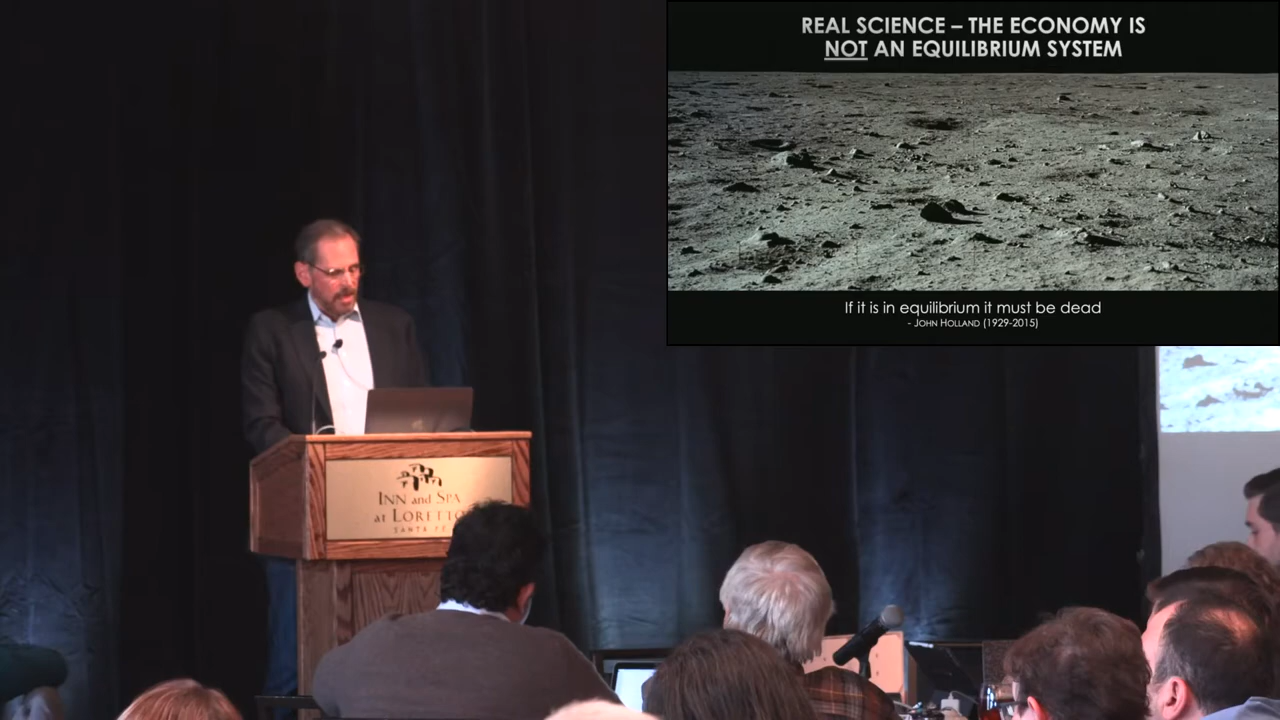 REAL SCIENCE – THE ECONOMY IS
NOT AN EQUILIBRIUM SYSTEM
If it is in equilibrium it must be dead
- JOHN HOLLAND (1929-2015)
INN and SPA
at LORETTO
SANTA FE